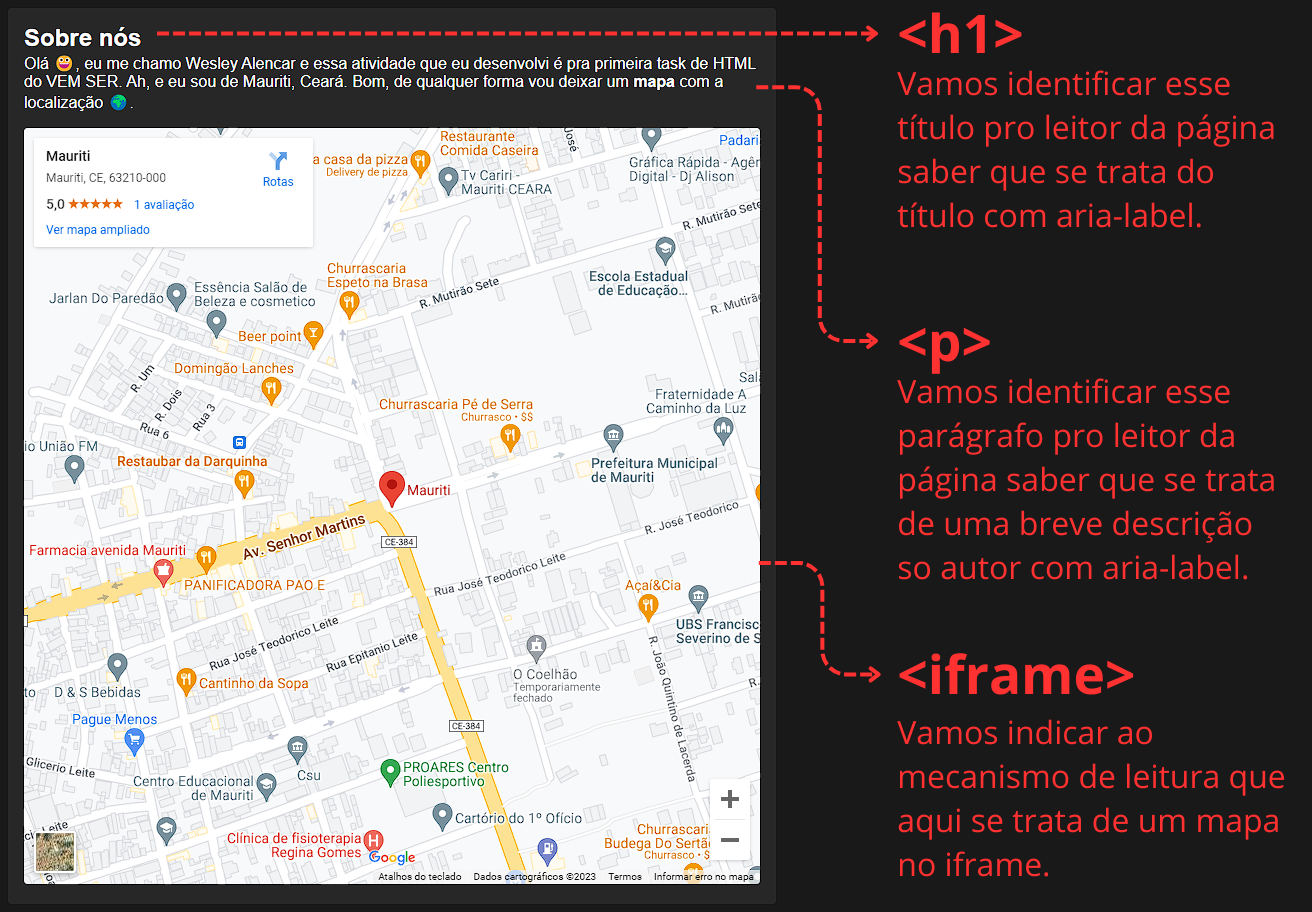 Sobre nós
Olá 😀, eu me chamo Wesley Alencar e essa atividade que eu desenvolvi é pra primeira task de HTML
do VEM SER. Ah, e eu sou de Mauriti, Ceará. Bom, de qualquer forma vou deixar um mapa com a
localização 🌍.
<h1>
Vamos identificar esse
título pro leitor da página
saber que se trata do
título com aria-label.
<p>
Vamos identificar esse
parágrafo pro leitor da
página saber que se trata
de uma breve descrição
so autor com aria-label.
<iframe>
Vamos indicar ao
mecanismo de leitura que
aqui se trata de um mapa
no iframe.
Mauriti
Mauriti, CE, 63210-000
5,0 ★★★★★ 1 avaliação
Ver mapa ampliado
Rotas
a casa da pizza
Delivery de pizza
Restaurante
Comida Caseira
Tv Cariri -
Mauriti CEARA
José
Padari
Gráfica Rápida - Agên
Digital - Dj Alison
R. Mutirão Sete
Escola Estadual
de Educação...
R. Mutirão
Churrascaria
Espeto na Brasa
R. Mutirão Sete
Jarlan Do Paredão
Essência Salão de
Beleza e cosmetico
Beer point
Domingão Lanches
R. Um
R. Dois
Rua 3
Rua 6
Churrascaria Pé de Serra
Churrasco • $$
Sal
Fraternidade A
Caminho da Luz
io União FM
Restaubar da Darquinha
Prefeitura Municipal
de Mauriti
Mauriti
R. José Teodorico
Av. Senhor Martins
CE-384
Farmacia avenida Mauriti
PANIFICADORA PAO E
Rua José Teodorico Leite
Açaí&Cia
UBS Francisc
Severino de S
Rua José Teodorico Leite
Rua Epitanio Leite
R. João Quintino de Lacerda
R.
O Coelhão
Temporariamente
fechado
to
D & S Bebidas
Cantinho da Sopa
Pague Menos
CE-384
Glicerio Leite
Csu
Centro Educacional
de Mauriti
PROARES Centro
Poliesportivo
Cartório do 1º Ofício
Leite
Clínica de fisioterapia
Regina Gomes
Churrascari
Budega Do Sertã
Churrasco • $
+
−
Google
Atalhos do teclado
Dados cartográficos ©2023
Termos
Informar erro no mapa